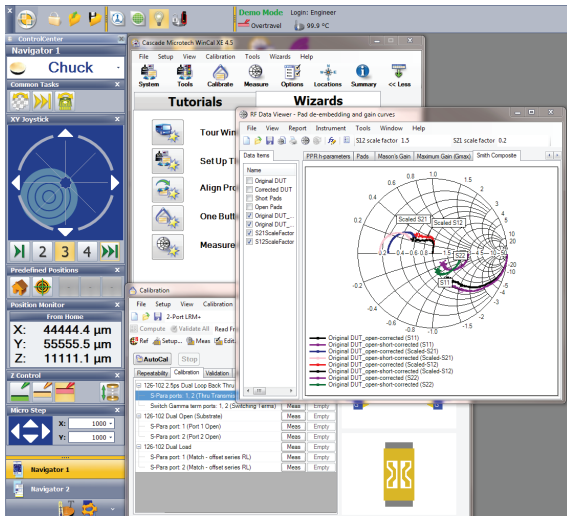 Demo Mode Login: Engineer
Overtravel 99.9 °C
ControlCenter
Navigator 1
Chuck
Common Tasks X
XY Joystick X
2 3 4
Predefined Positions X
Position Monitor X
From Home
X: 44444.4 µm
Y: 55555.5 µm
Z: 11111.1 µm
Z Control X
Micro Step X
X: 1000
Y: 1000
Navigator 1
Navigator 2
Cascade Microtech WinCal XE 4.5
File Setup View Calibration Tools Wizards Help
System Tools Calibrate Measure Options Locations Summary << Less
Tutorials Wizards
Tour Win
Set Up Th
Align Pro
One Butt
Measure
RF Data Viewer - Pad de-embedding and gain curves
File View Report Instrument Tools Window Help
S12 scale factor 1.5 S21 scale factor 0.2
Data Items
Name
Original DUT
Corrected DUT
Short Pads
Open Pads
Original DUT_...
Original DUT_...
S21ScaleFactor
S12ScaleFactor
PPR h-parameters Pads Mason's Gain Maximum Gain (Gmax) Smith Composite
Scaled S21
Scaled S12
S22
S11
Original DUT_open-corrected (S11)
Original DUT_open-short-corrected (S11)
Original DUT_open-corrected (Scaled-S21)
Original DUT_open-short-corrected (Scaled-S21)
Original DUT_open-corrected (Scaled-S12)
Original DUT_open-short-corrected (Scaled-S12)
Original DUT_open-corrected (S22)
Original DUT_open-short-corrected (S22)
Calibration
File Setup View Calibration
2-Port LRM+
Compute Validate All Read Fr
Ref Setup... Meas. Edit..
AutoCal Stop
Repeatability Calibration Validation
126-102 2.5ps Dual Loop Back Thru
S-Para ports: 1, 2 (Thru Transmis
Switch Gamma term ports: 1, 2 (Switching Terms) Meas Empty
126-102 Dual Open (Substrate)
S-Para port: 1 (Port 1 Open) Meas Empty
S-Para port: 2 (Port 2 Open) Meas Empty
126-102 Dual Load
S-Para port: 1 (Match - offset series RL) Meas Empty
S-Para port: 2 (Match - offset series RL) Meas Empty